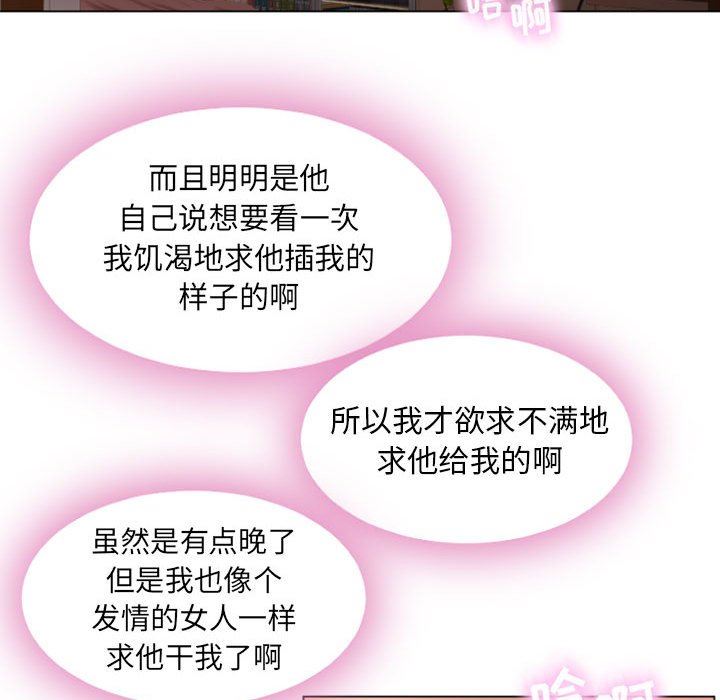 哈啊
而且明明是他
自己说想要看一次
我饥渴地求他插我的
样子的啊
所以我才欲求不满地
求他给我的啊
虽然是有点晚了
但是我也像个
发情的女人一样
求他干我了啊
哈啊